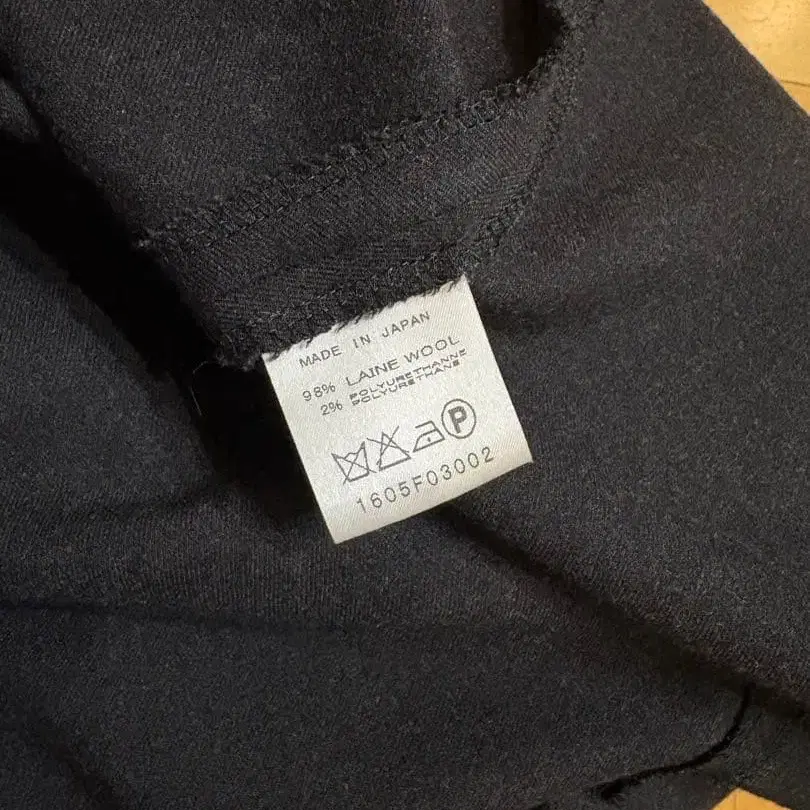 MADE IN JAPAN
98% LAINE WOOL
2% POLYURETHANNE
POLYURETHANE
P
1605F03002